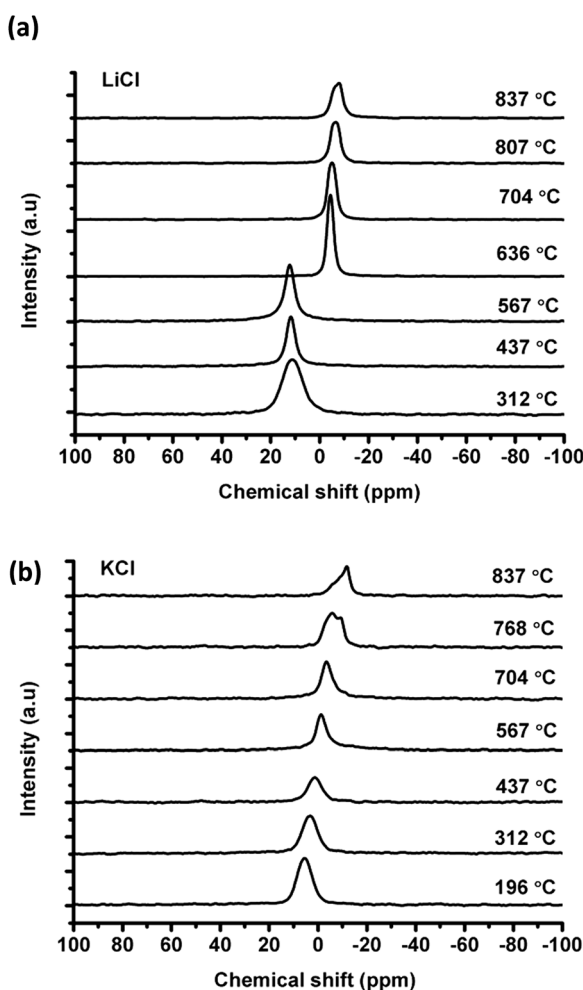 (a)
LiCl
837 °C
807 °C
704 °C
636 °C
567 °C
437 °C
312 °C
Intensity (a.u)
100 80 60 40 20 0 -20 -40 -60 -80 -100
Chemical shift (ppm)
(b)
KCl
837 °C
768 °C
704 °C
567 °C
437 °C
312 °C
196 °C
Intensity (a.u)
100 80 60 40 20 0 -20 -40 -60 -80 -100
Chemical shift (ppm)